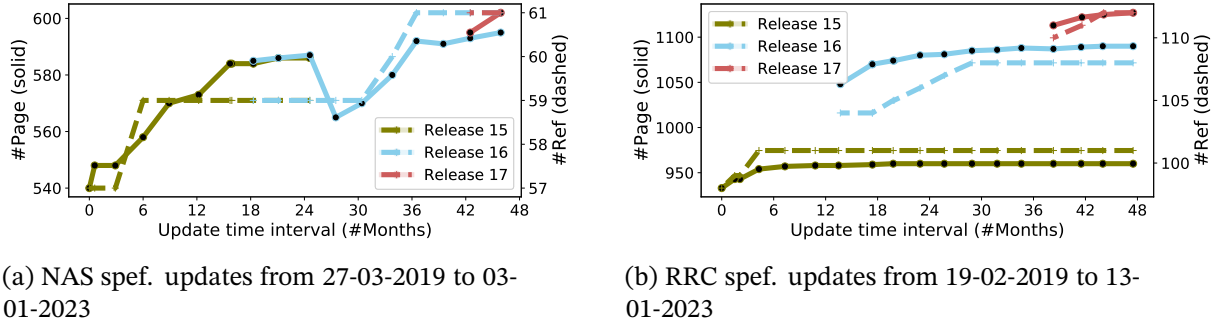 600
580
560
540
#Page (solid)
61
60
59
58
57
#Ref (dashed)
Release 15
Release 16
Release 17
0 6 12 18 24 30 36 42 48
Update time interval (#Months)
(a) NAS spef. updates from 27-03-2019 to 03-
01-2023
1100
1050
1000
950
#Page (solid)
110
105
100
#Ref (dashed)
Release 15
Release 16
Release 17
0 6 12 18 24 30 36 42 48
Update time interval (#Months)
(b) RRC spef. updates from 19-02-2019 to 13-
01-2023